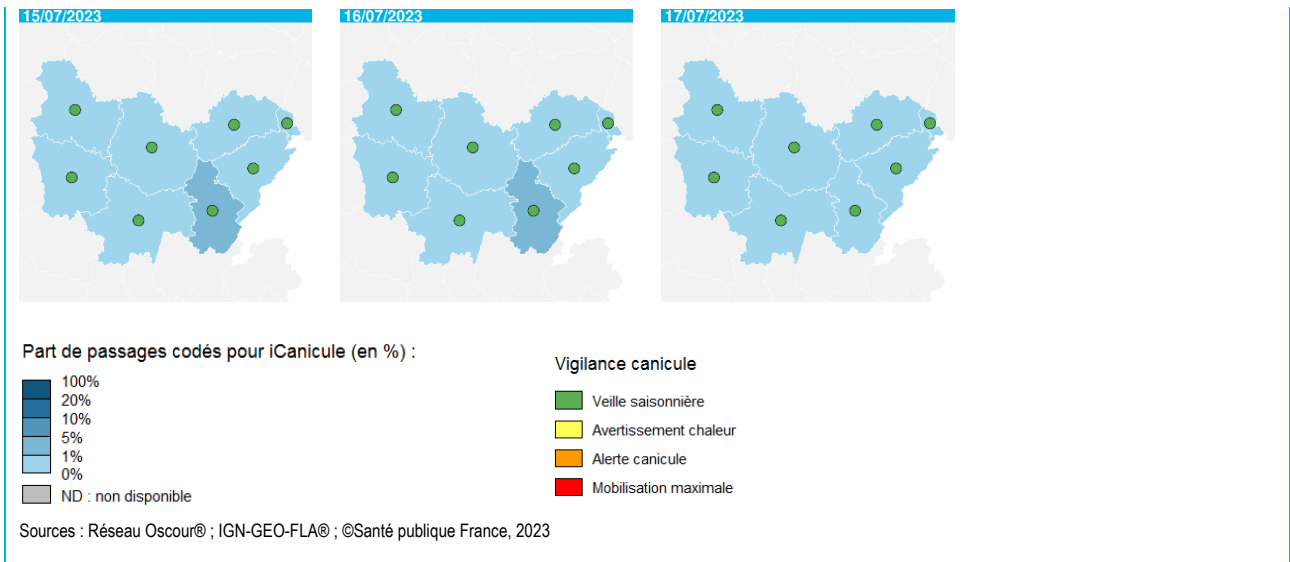 15/07/2023
16/07/2023
17/07/2023
Part de passages codés pour iCanicule (en %) :
100%
20%
10%
5%
1%
0%
ND : non disponible
Vigilance canicule
Veille saisonnière
Avertissement chaleur
Alerte canicule
Mobilisation maximale
Sources : Réseau Oscour® ; IGN-GEO-FLA® ; ©Santé publique France, 2023